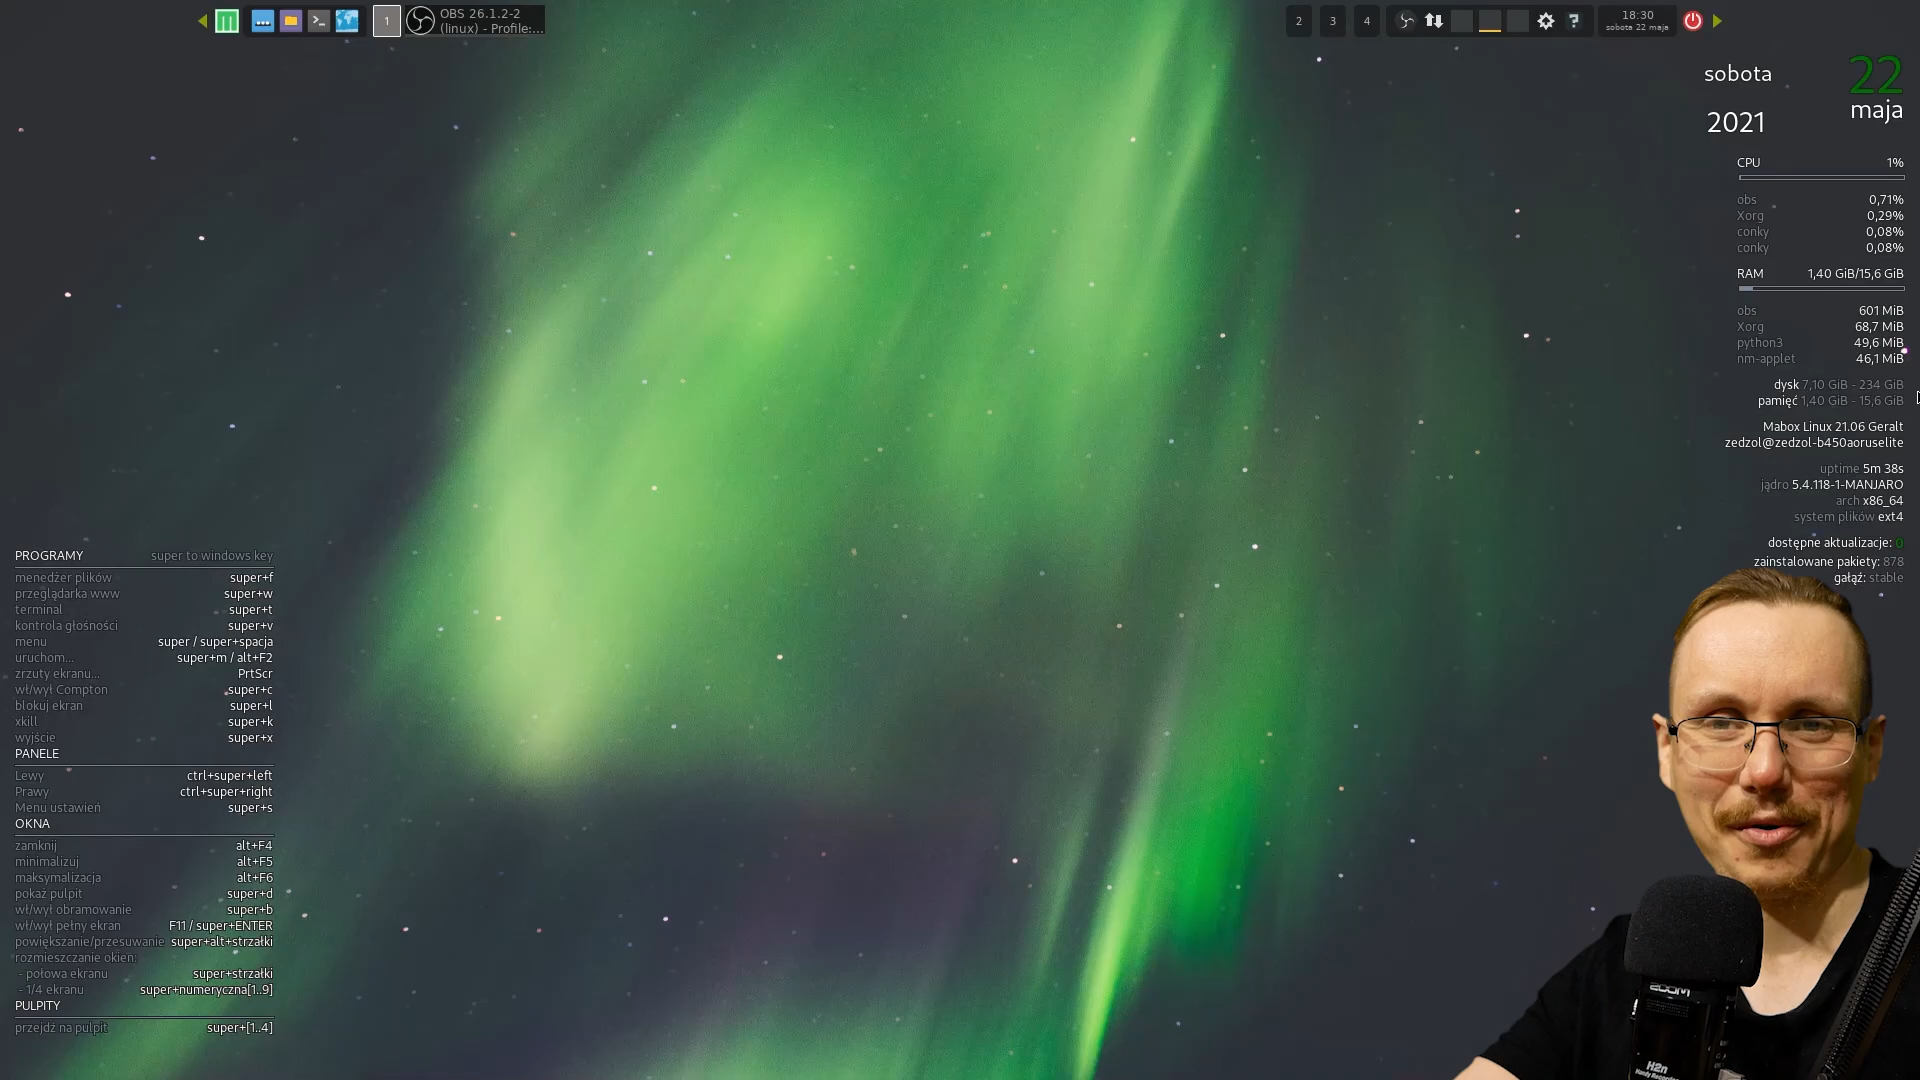 1
OBS 26.1.2-2
(linux) - Profile:...
2
3
4
?
18:30
sobota 22 maja
sobota
22
maja
2021
CPU 1%
obs 0,71%
Xorg 0,29%
conky 0,08%
conky 0,08%
RAM 1,40 GiB/15,6 GiB
obs 601 MiB
Xorg 68,7 MiB
python3 49,6 MiB
nm-applet 46,1 MiB
dysk 7,10 GiB - 234 GiB
pamięć 1,40 GiB - 15,6 GiB
Mabox Linux 21.06 Geralt
zedzol@zedzol-b450aoruselite
uptime 5m 38s
jądro 5.4.118-1-MANJARO
arch x86_64
system plików ext4
dostępne aktualizacje: 0
zainstalowane pakiety: 878
gałąź: stable
PROGRAMY super to windows key
menedżer plików super+f
przeglądarka www super+w
terminal super+t
kontrola głośności super+v
menu super / super+spacja
uruchom... super+m / alt+F2
zrzuty ekranu... PrtScr
wł/wył Compton super+c
blokuj ekran super+l
xkill super+k
wyjście super+x
PANELE
Lewy ctrl+super+left
Prawy ctrl+super+right
Menu ustawień super+s
OKNA
zamknij alt+F4
minimalizuj alt+F5
maksymalizacja alt+F6
pokaż pulpit super+d
wł/wył obramowanie super+b
wł/wył pełny ekran F11 / super+ENTER
powiększanie/przesuwanie super+alt+strzałki
rozmieszczanie okien:
- połowa ekranu super+strzałki
- 1/4 ekranu super+numeryczna[1..9]
PULPITY
przejdź na pulpit super+[1..4]
ZOOM
H2n
Handy Recorder